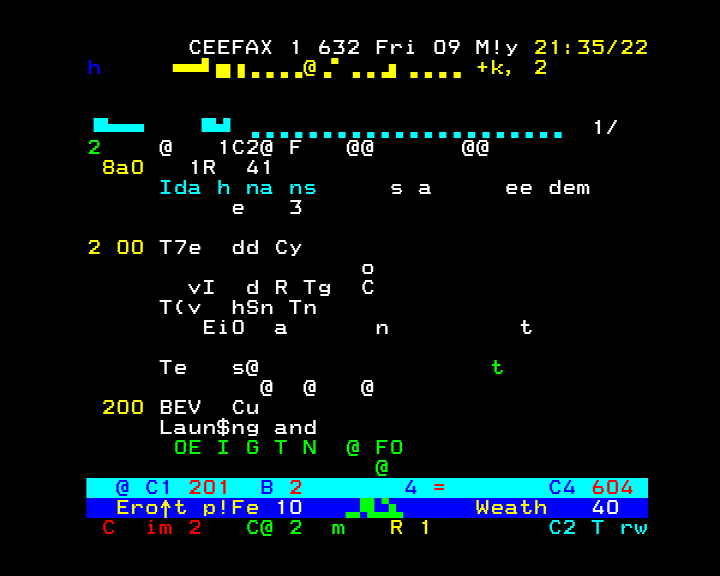 CEEFAX 1 632 Fri 09 M!y 21:35/22
h @ +k, 2
1/
2 @ 1C2@ F @@ @@
8a0 1R 41
Ida h na ns s a ee dem
e 3
2 00 T7e dd Cy
o
vI d R Tg C
T(v hSn Tn
EiO a n t
Te s@ t
@ @ @
200 BEV Cu
Laun$ng and
OE I G T N @ FO
@
@ C1 201 B 2 4 = C4 604
Ero↑t p!Fe 10 Weath 40
C im 2 C@ 2 m R 1 C2 T rw